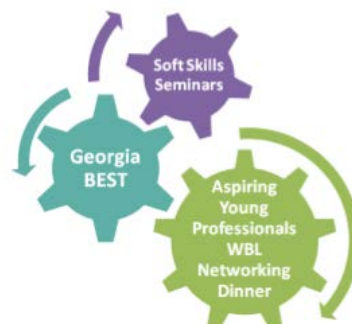 Soft Skills
Seminars
Georgia
BEST
Aspiring
Young
Professionals
WBL
Networking
Dinner